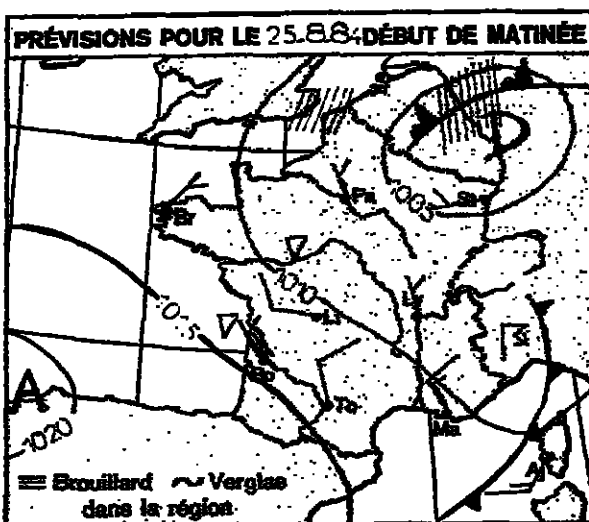 PRÉVISIONS POUR LE 25.8.84 DÉBUT DE MATINÉE
Pa
Br
St
1005
1010
Li
Ly
1015
Bo
To
Ma
A
1020
A
Brouillard Verglas
dans la région